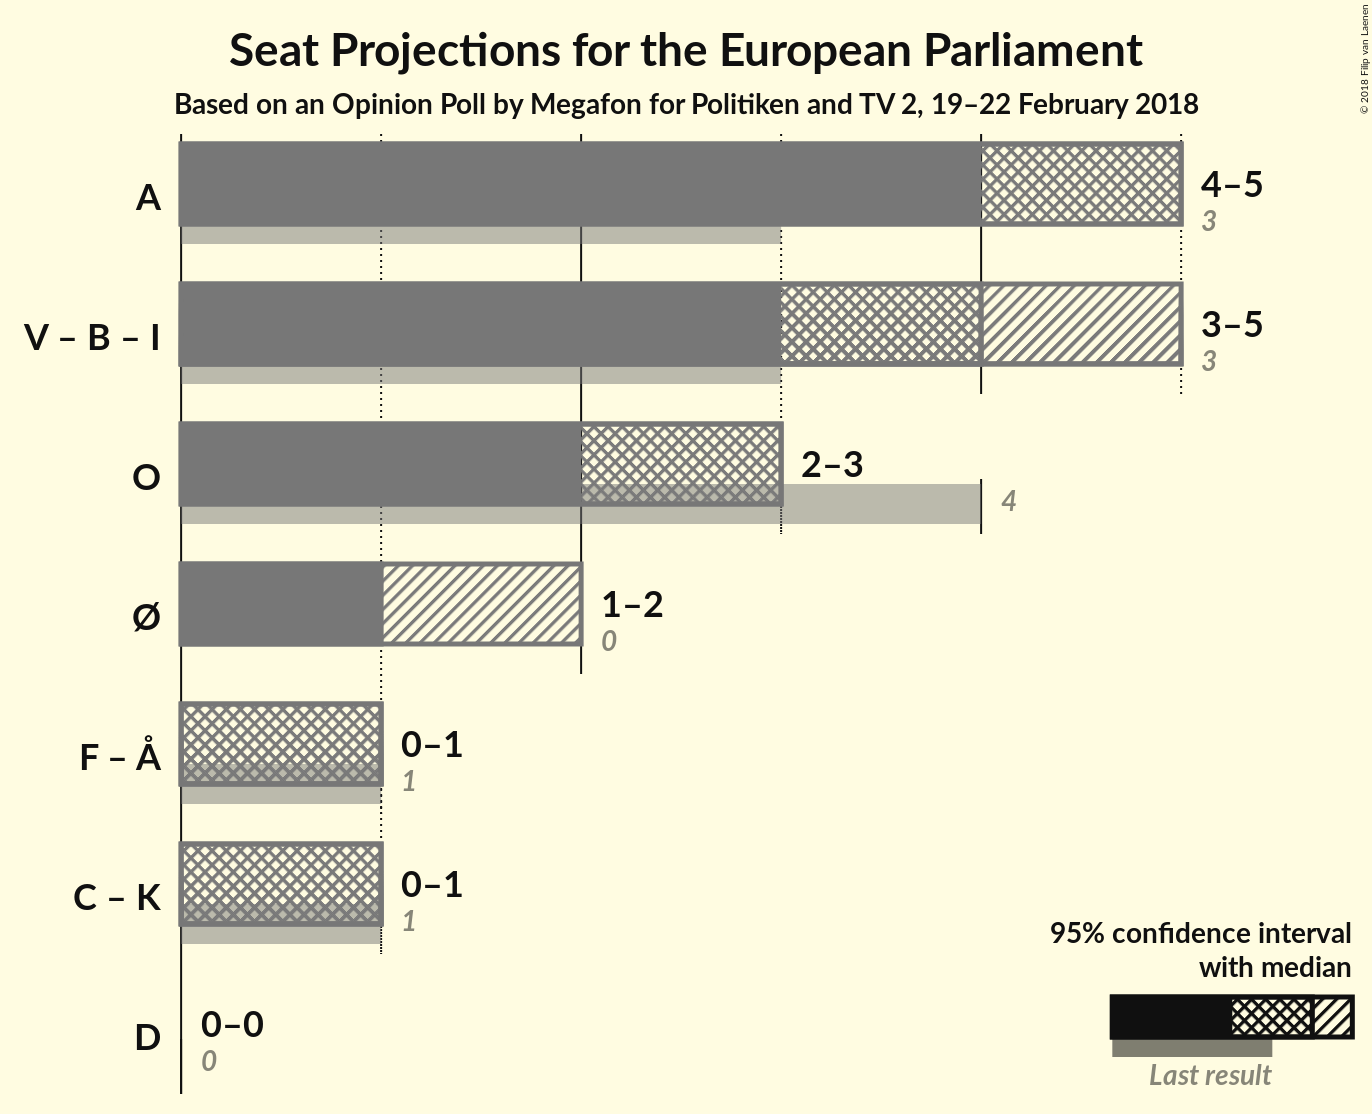 Seat Projections for the European Parliament
Based on an Opinion Poll by Megafon for Politiken and TV 2, 19–22 February 2018
© 2018 Filip van Laenen
A
4–5
3
V – B – I
3–5
3
O
2–3
4
Ø
1–2
0
F – Å
0–1
1
C – K
0–1
1
D
0–0
0
95% confidence interval
with median
Last result